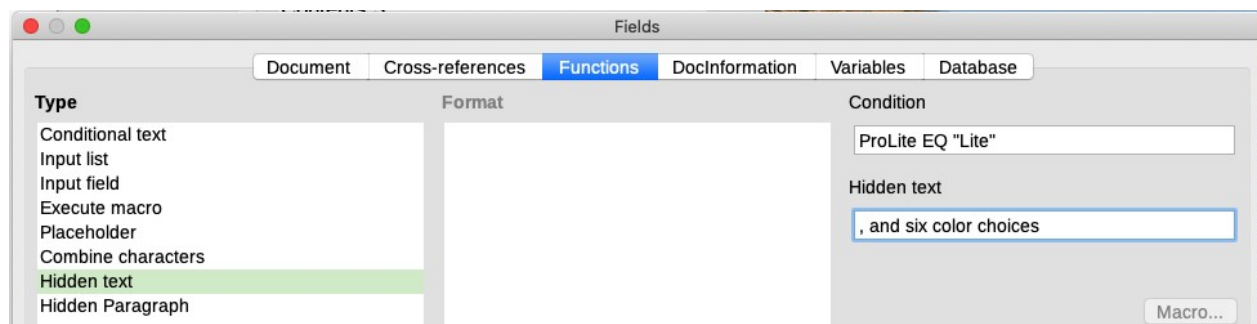 Fields
Document Cross-references Functions DocInformation Variables Database
Type Format Condition
Conditional text
Input list
Input field
Execute macro
Placeholder
Combine characters
Hidden text
Hidden Paragraph
ProLite EQ "Lite"
Hidden text
, and six color choices
Macro...